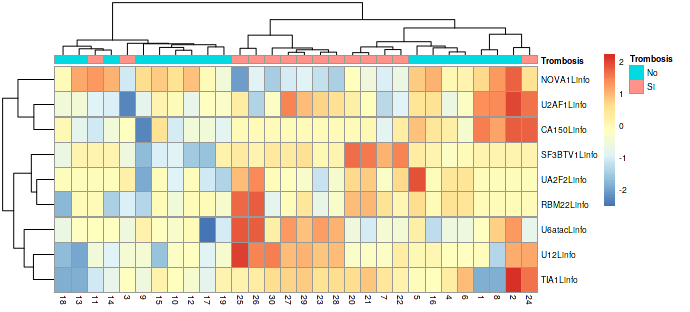 Trombosis
NOVA1Linfo
U2AF1Linfo
CA150Linfo
SF3BTV1Linfo
UA2F2Linfo
RBM22Linfo
U6atacLinfo
U12Linfo
TIA1Linfo
18 13 11 14 3 9 15 10 12 17 19 25 26 30 27 29 23 28 20 21 7 22 5 16 4 6 1 8 2 24
2
1
0
-1
-2
Trombosis
No
Si